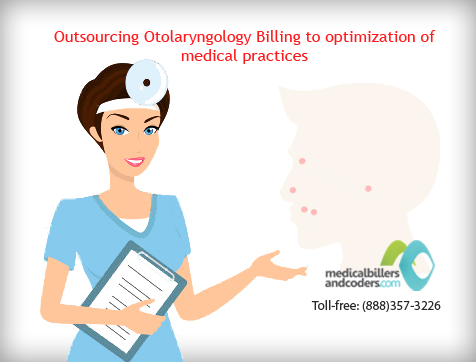 Outsourcing Otolaryngology Billing to optimization of
medical practices
medicalbillers
andcoders.com
Toll-free: (888)357-3226